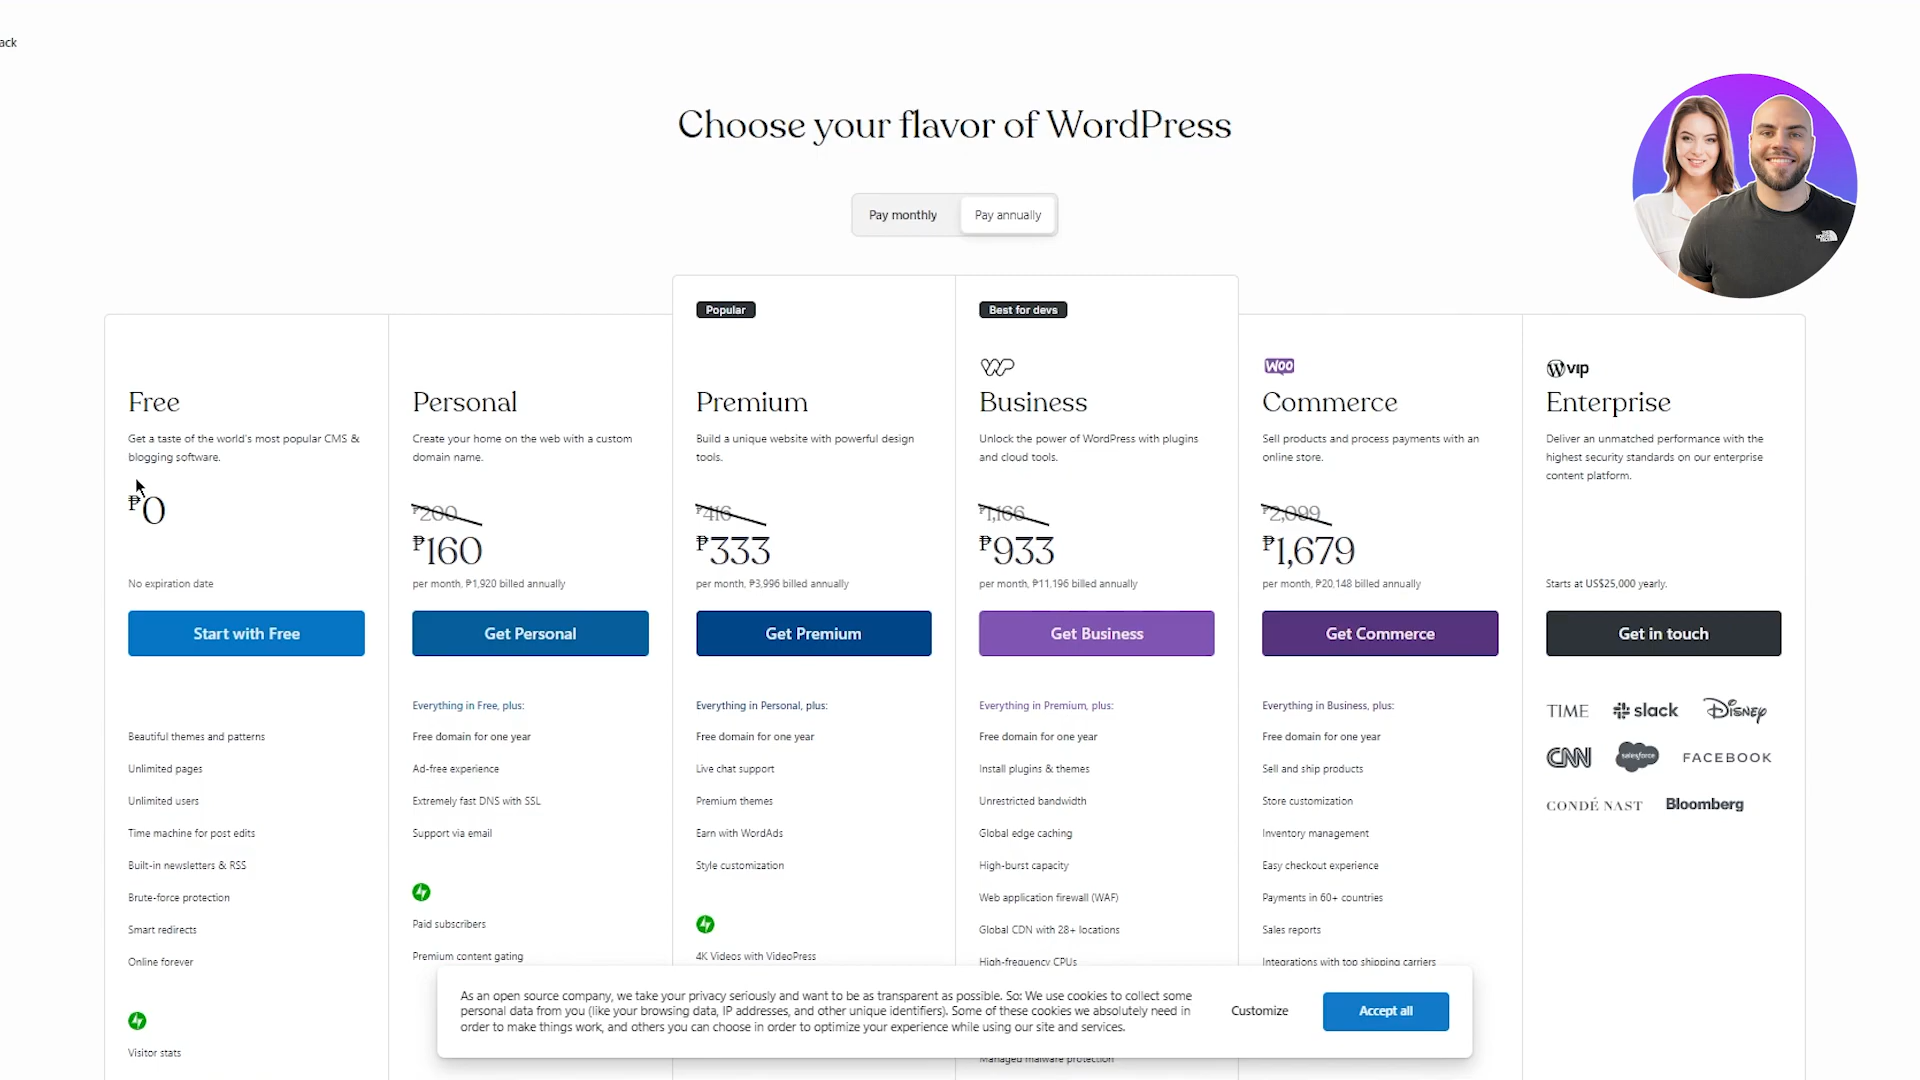 ack
Choose your flavor of WordPress
Pay monthly
Pay annually
THE
NORTH
FACE
Free
Get a taste of the world's most popular CMS &
blogging software.
₱0
No expiration date
Start with Free
Beautiful themes and patterns
Unlimited pages
Unlimited users
Time machine for post edits
Built-in newsletters & RSS
Brute-force protection
Smart redirects
Online forever
Visitor stats
Personal
Create your home on the web with a custom
domain name.
₱200
₱160
per month, ₱1,920 billed annually
Get Personal
Everything in Free, plus:
Free domain for one year
Ad-free experience
Extremely fast DNS with SSL
Support via email
Paid subscribers
Premium content gating
Popular
Premium
Build a unique website with powerful design
tools.
₱416
₱333
per month, ₱3,996 billed annually
Get Premium
Everything in Personal, plus:
Free domain for one year
Live chat support
Premium themes
Earn with WordAds
Style customization
4K Videos with VideoPress
Best for devs
WP
Business
Unlock the power of WordPress with plugins
and cloud tools.
₱1,166
₱933
per month, ₱11,196 billed annually
Get Business
Everything in Premium, plus:
Free domain for one year
Install plugins & themes
Unrestricted bandwidth
Global edge caching
High-burst capacity
Web application firewall (WAF)
Global CDN with 28+ locations
High-frequency CPUs
Managed malware protection
Woo
Commerce
Sell products and process payments with an
online store.
₱2,099
₱1,679
per month, ₱20,148 billed annually
Get Commerce
Everything in Business, plus:
Free domain for one year
Sell and ship products
Store customization
Inventory management
Easy checkout experience
Payments in 60+ countries
Sales reports
Integrations with top shipping carriers
W vip
Enterprise
Deliver an unmatched performance with the
highest security standards on our enterprise
content platform.
Starts at US$25,000 yearly.
Get in touch
TIME slack Disney
CNN salesforce FACEBOOK
CONDÉ NAST Bloomberg
As an open source company, we take your privacy seriously and want to be as transparent as possible. So: We use cookies to collect some
personal data from you (like your browsing data, IP addresses, and other unique identifiers). Some of these cookies we absolutely need in
order to make things work, and others you can choose in order to optimize your experience while using our site and services.
Customize
Accept all